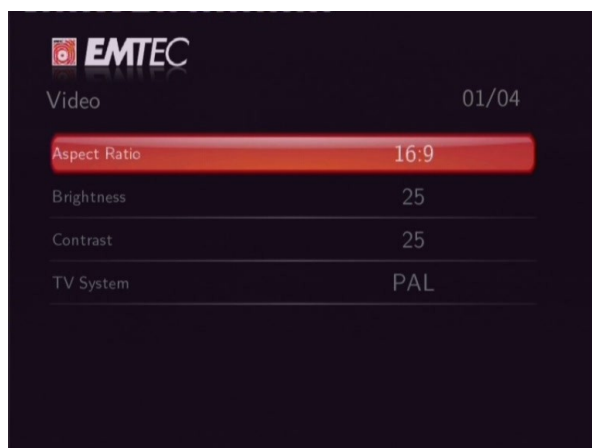 EMTEC
Video 01/04
Aspect Ratio 16:9
Brightness 25
Contrast 25
TV System PAL